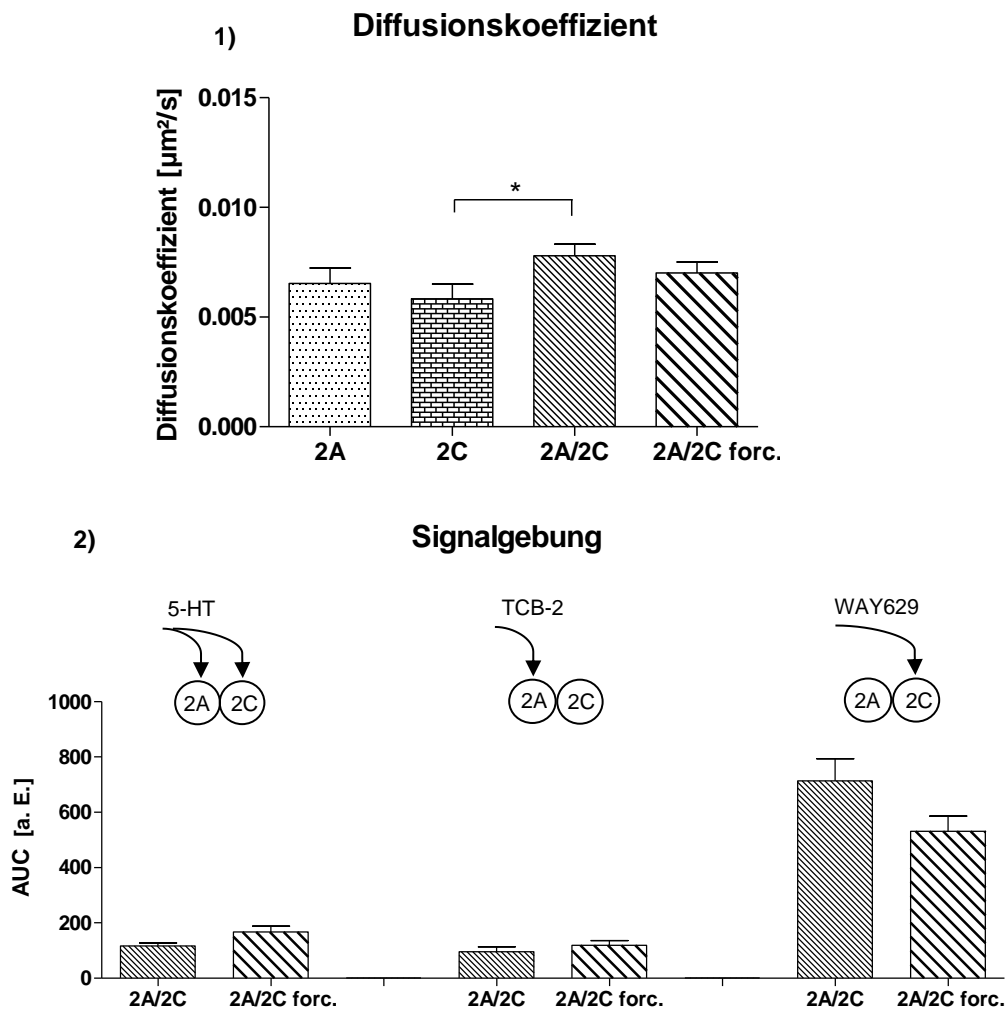 1)
Diffusionskoeffizient
Diffusionskoeffizient [µm²/s]
0.015
0.010
0.005
0.000
*
2A 2C 2A/2C 2A/2C forc.
2)
Signalgebung
5-HT TCB-2 WAY629
2A 2C 2A 2C 2A 2C
AUC [a. E.]
1000
800
600
400
200
0
2A/2C 2A/2C forc. 2A/2C 2A/2C forc. 2A/2C 2A/2C forc.